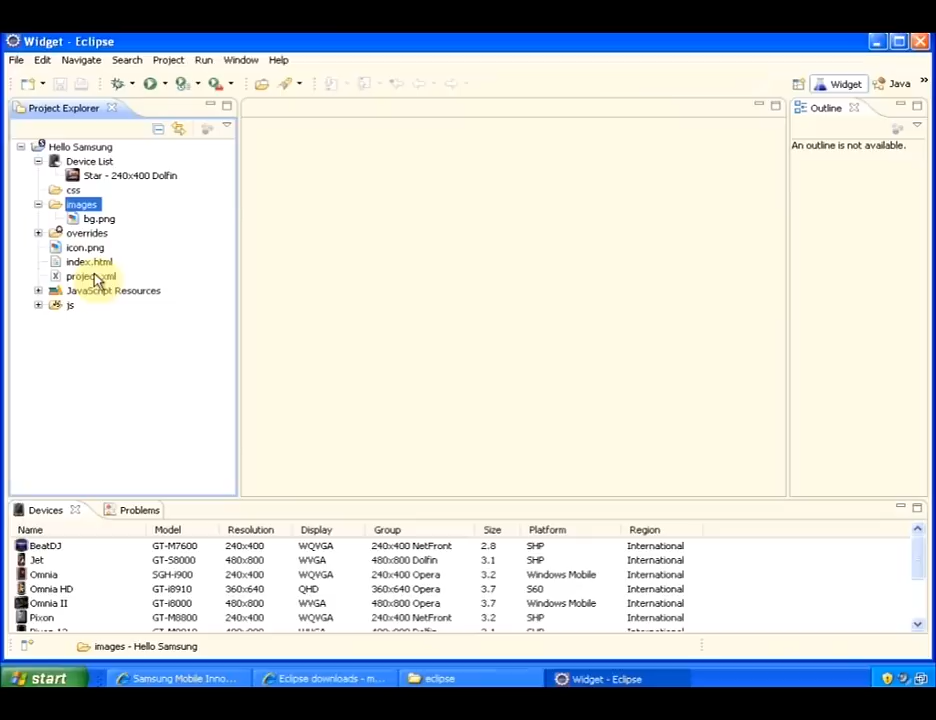 Widget - Eclipse
File Edit Navigate Search Project Run Window Help
Widget Java »
Project Explorer
Outline
An outline is not available.
Hello Samsung
Device List
Star - 240x400 Dolfin
css
images
bg.png
overrides
icon.png
index.html
project.xml
JavaScript Resources
js
Devices Problems
Name Model Resolution Display Group Size Platform Region
BeatDJ GT-M7600 240x400 WQVGA 240x400 NetFront 2.8 SHP International
Jet GT-S8000 480x800 WVGA 480x800 Dolfin 3.1 SHP International
Omnia SGH-i900 240x400 WQVGA 240x400 Opera 3.2 Windows Mobile International
Omnia HD GT-i8910 360x640 QHD 360x640 Opera 3.7 S60 International
Omnia II GT-i8000 480x800 WVGA 480x800 Opera 3.7 Windows Mobile International
Pixon GT-M8800 240x400 WQVGA 240x400 Opera 3.2 SHP International
images - Hello Samsung
start Samsung Mobile Inno... Eclipse downloads - m... eclipse Widget - Eclipse